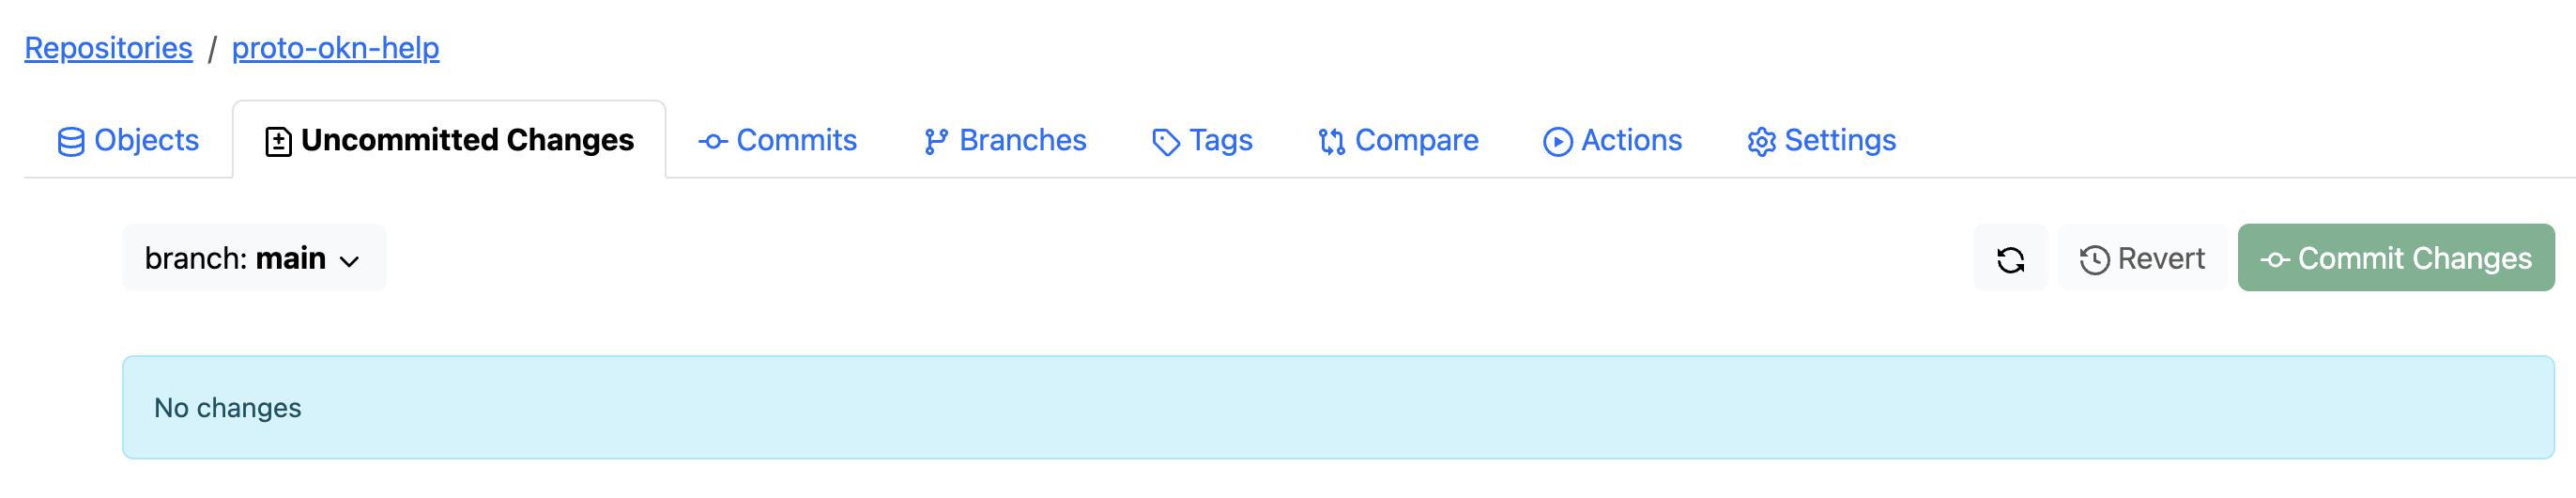 Repositories / proto-okn-help
Objects Uncommitted Changes Commits Branches Tags Compare Actions Settings
branch: main Revert Commit Changes
No changes